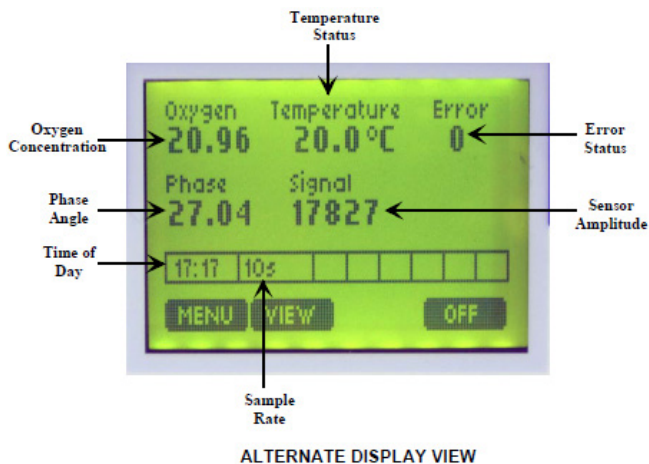 Temperature
Status
Oxygen Temperature Error
Oxygen
Concentration
20.96 20.0 °C 0
Error
Status
Phase Signal
Phase
Angle
27.04 17827
Sensor
Amplitude
Time of
Day
17:17 10s
MENU VIEW OFF
Sample
Rate
ALTERNATE DISPLAY VIEW